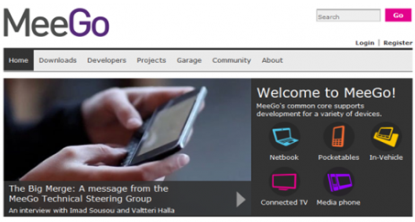 MeeGo
Search
Go
Login | Register
Home
Downloads
Developers
Projects
Garage
Community
About
Welcome to MeeGo!
MeeGo's common core supports
development for a variety of devices.
Netbook
Pocketables
In-Vehicle
Connected TV
Media phone
The Big Merge: A message from the
MeeGo Technical Steering Group
An interview with Imad Sousou and Valtteri Halla